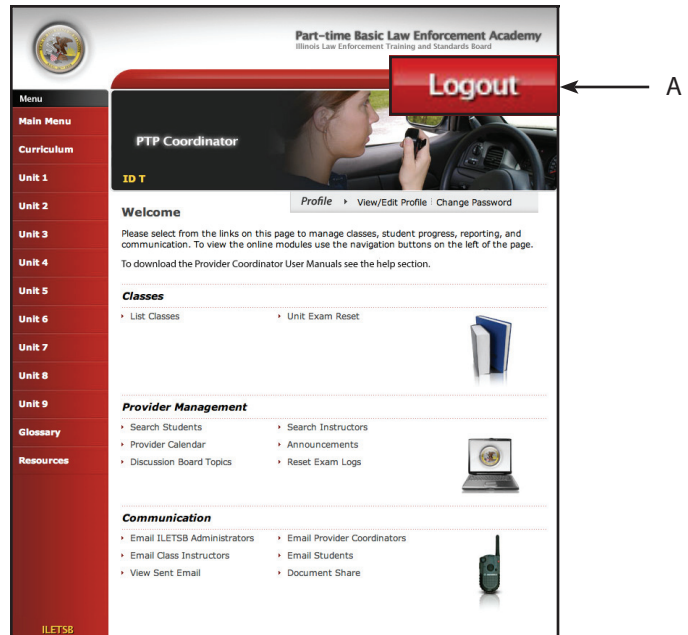 Part-time Basic Law Enforcement Academy
Illinois Law Enforcement Training and Standards Board
Logout
A
Menu
Main Menu
Curriculum
Unit 1
Unit 2
Unit 3
Unit 4
Unit 5
Unit 6
Unit 7
Unit 8
Unit 9
Glossary
Resources
ILETSB
PTP Coordinator
ID T
Profile View/Edit Profile Change Password
Welcome
Please select from the links on this page to manage classes, student progress, reporting, and
communication. To view the online modules use the navigation buttons on the left of the page.
To download the Provider Coordinator User Manuals see the help section.
Classes
List Classes Unit Exam Reset
Provider Management
Search Students Search Instructors
Provider Calendar Announcements
Discussion Board Topics Reset Exam Logs
Communication
Email ILETSB Administrators Email Provider Coordinators
Email Class Instructors Email Students
View Sent Email Document Share